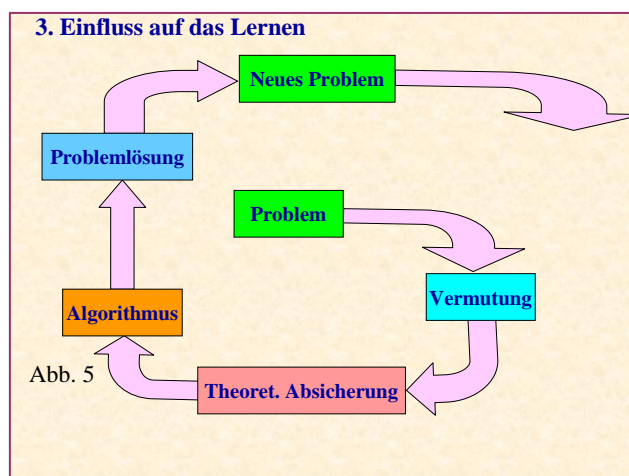 3. Einfluss auf das Lernen
Neues Problem
Problemlösung
Problem
Vermutung
Algorithmus
Abb. 5
Theoret. Absicherung